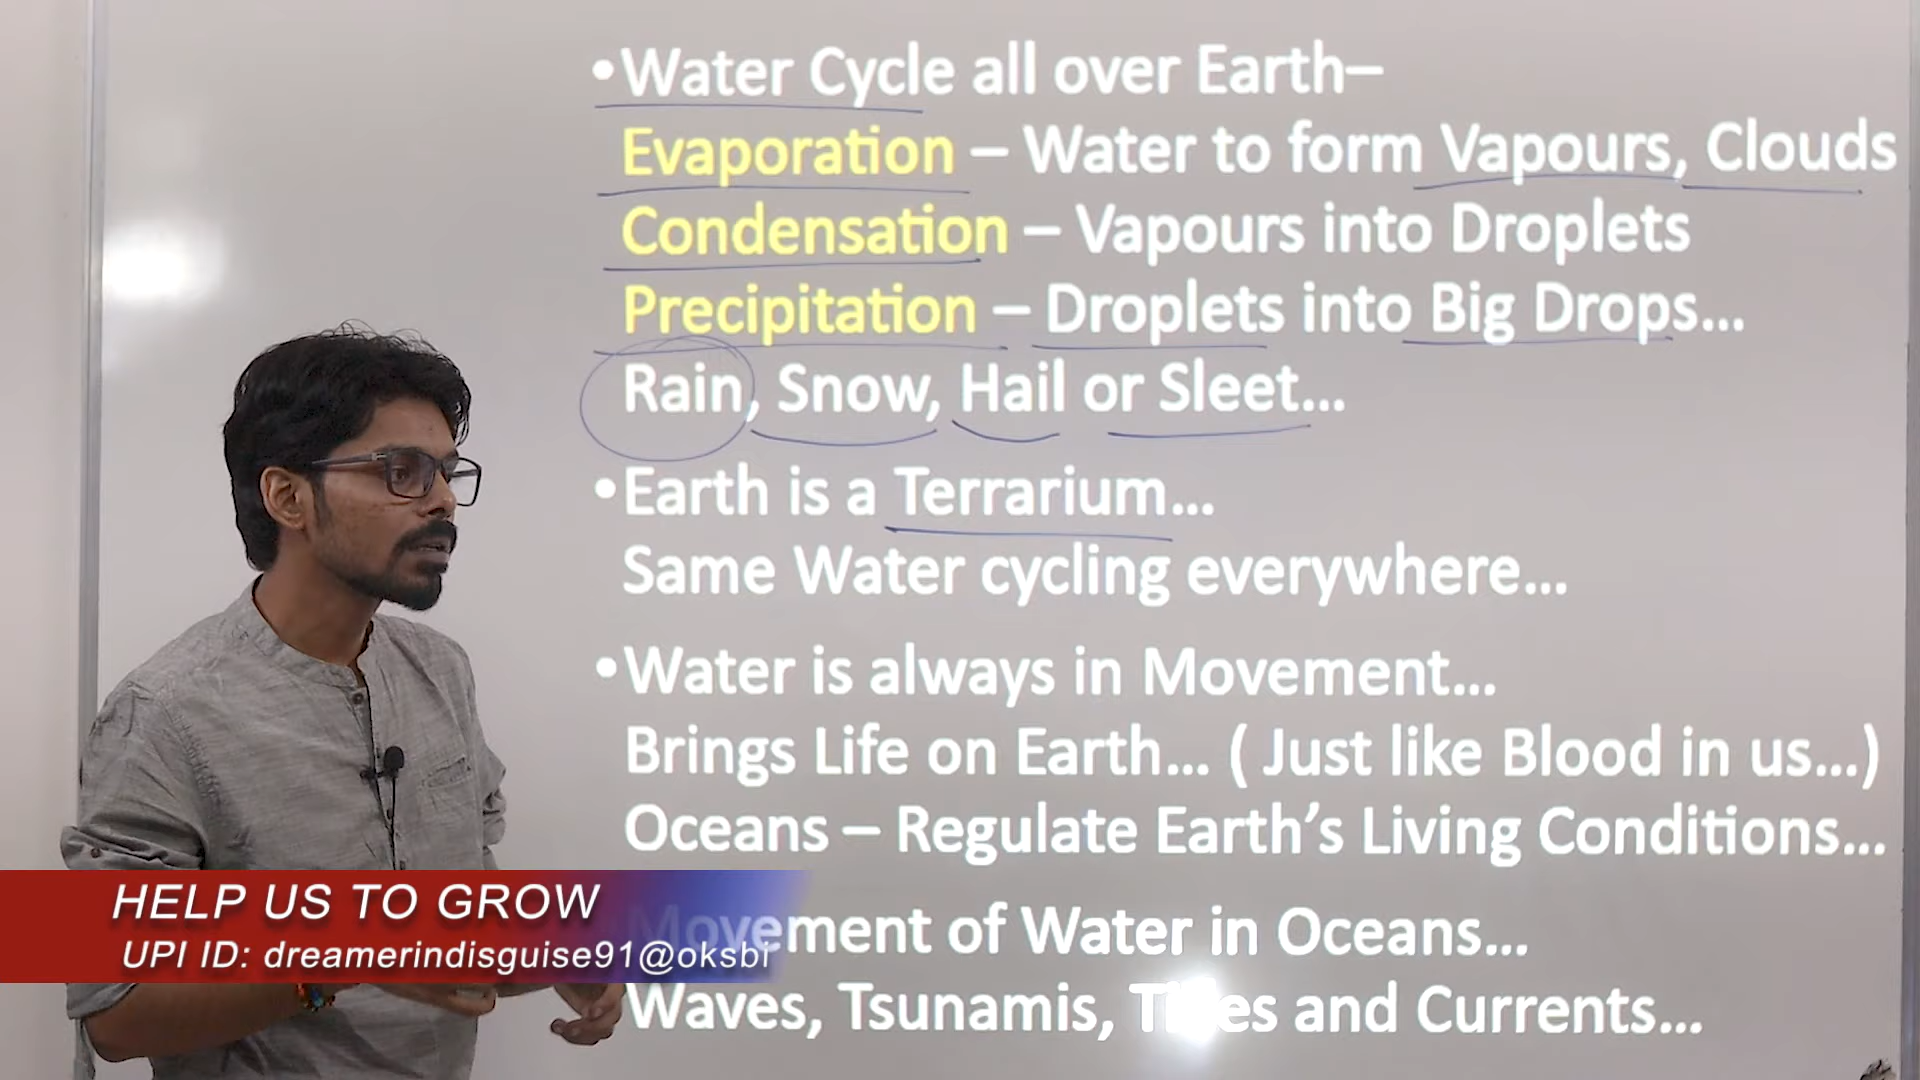 •Water Cycle all over Earth–
Evaporation – Water to form Vapours, Clouds
Condensation – Vapours into Droplets
Precipitation – Droplets into Big Drops...
Rain, Snow, Hail or Sleet...
•Earth is a Terrarium...
Same Water cycling everywhere...
•Water is always in Movement...
Brings Life on Earth... ( Just like Blood in us...)
Oceans – Regulate Earth's Living Conditions...
Movement of Water in Oceans...
Waves, Tsunamis, Tides and Currents...
HELP US TO GROW
UPI ID: dreamerindisguise91@oksbi